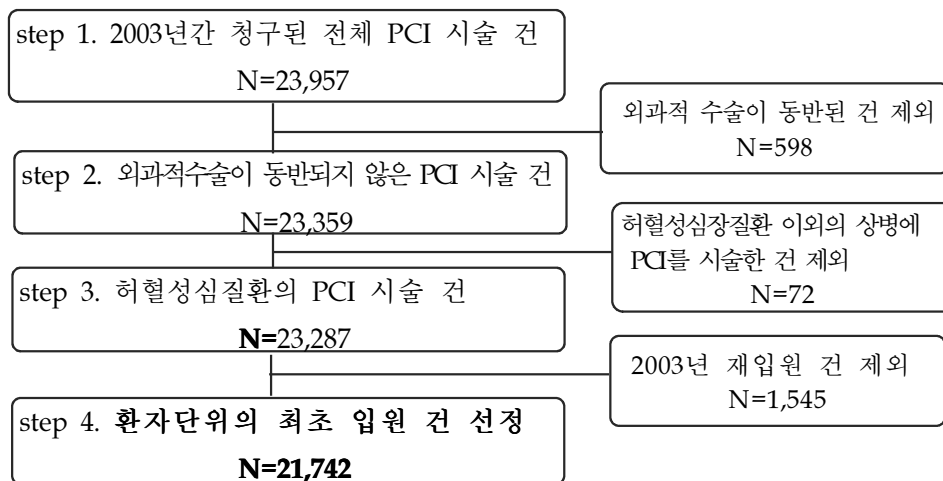 step 1. 2003년간 청구된 전체 PCI 시술 건
N=23,957
외과적 수술이 동반된 건 제외
N=598
step 2. 외과적수술이 동반되지 않은 PCI 시술 건
N=23,359
허혈성심장질환 이외의 상병에
PCI를 시술한 건 제외
N=72
step 3. 허혈성심질환의 PCI 시술 건
N=23,287
2003년 재입원 건 제외
N=1,545
step 4. 환자단위의 최초 입원 건 선정
N=21,742